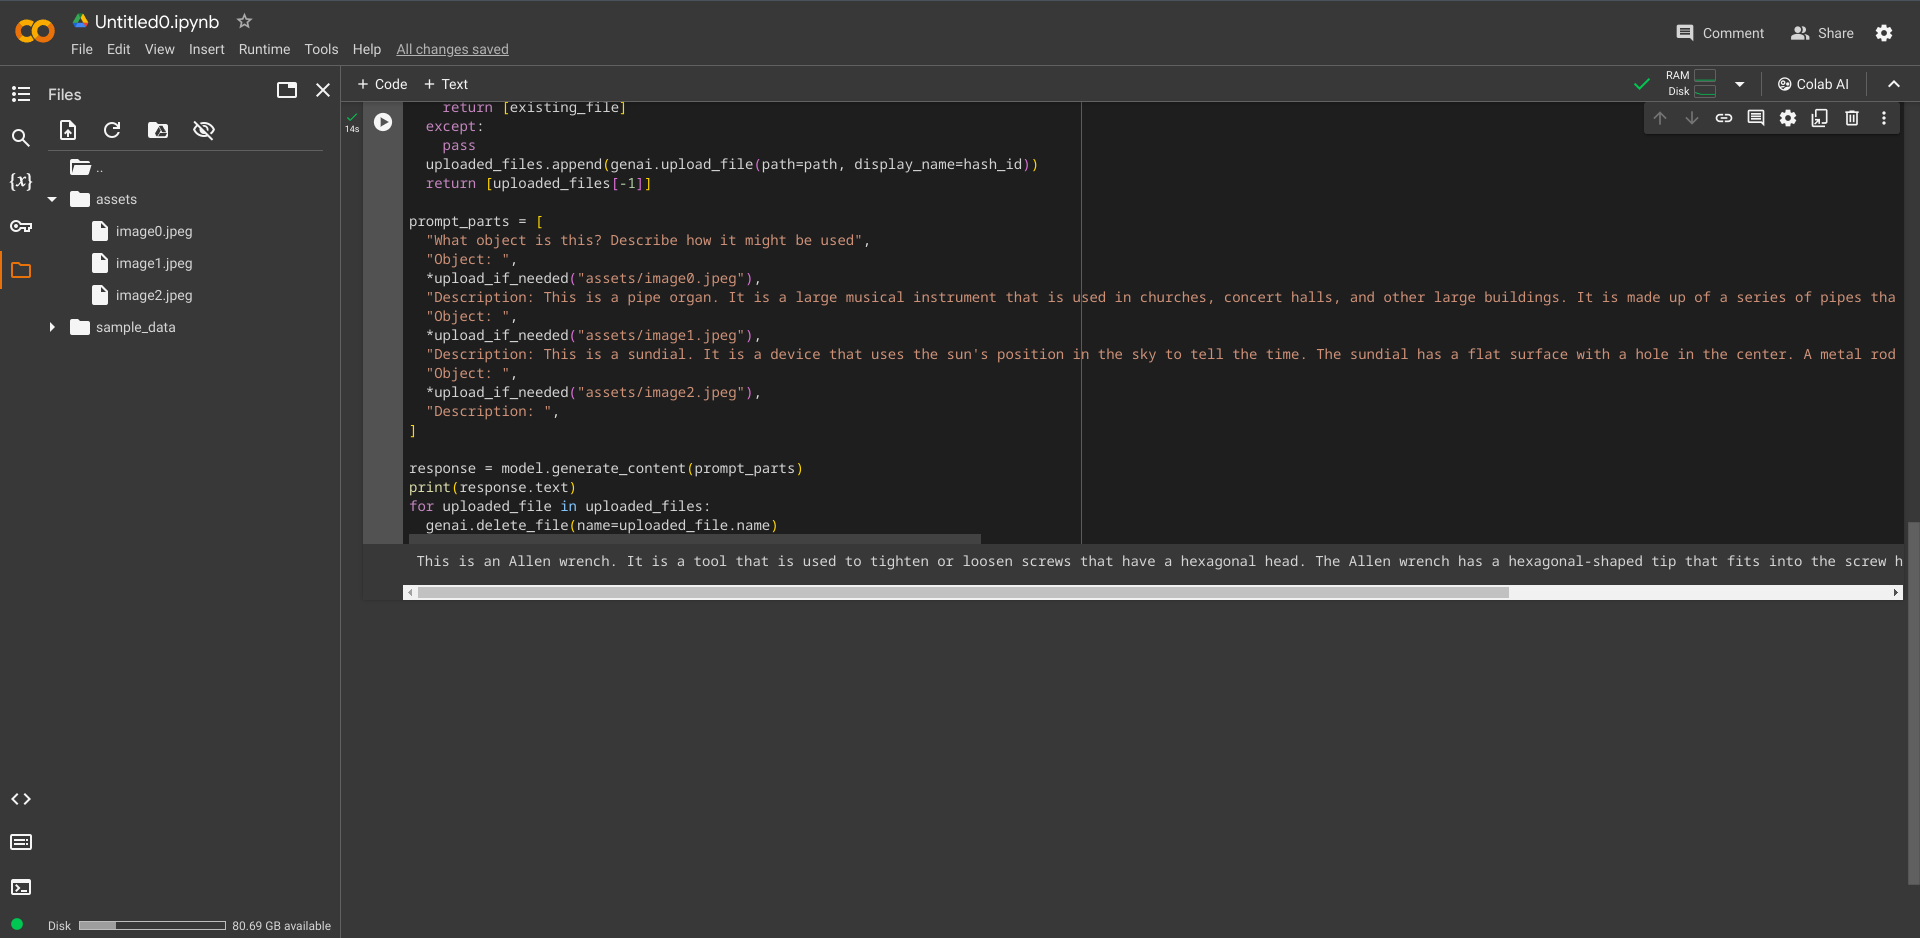 Untitled0.ipynb
File Edit View Insert Runtime Tools Help All changes saved
Comment
Share
Files
+ Code + Text
RAM
Disk
Colab AI
..
assets
image0.jpeg
image1.jpeg
image2.jpeg
sample_data
{x}
14s
return [existing_file]
except:
pass
uploaded_files.append(genai.upload_file(path=path, display_name=hash_id))
return [uploaded_files[-1]]
prompt_parts = [
"What object is this? Describe how it might be used",
"Object: ",
*upload_if_needed("assets/image0.jpeg"),
"Description: This is a pipe organ. It is a large musical instrument that is used in churches, concert halls, and other large buildings. It is made up of a series of pipes tha
"Object: ",
*upload_if_needed("assets/image1.jpeg"),
"Description: This is a sundial. It is a device that uses the sun's position in the sky to tell the time. The sundial has a flat surface with a hole in the center. A metal rod
"Object: ",
*upload_if_needed("assets/image2.jpeg"),
"Description: ",
]
response = model.generate_content(prompt_parts)
print(response.text)
for uploaded_file in uploaded_files:
genai.delete_file(name=uploaded_file.name)
This is an Allen wrench. It is a tool that is used to tighten or loosen screws that have a hexagonal head. The Allen wrench has a hexagonal-shaped tip that fits into the screw h
Disk 80.69 GB available